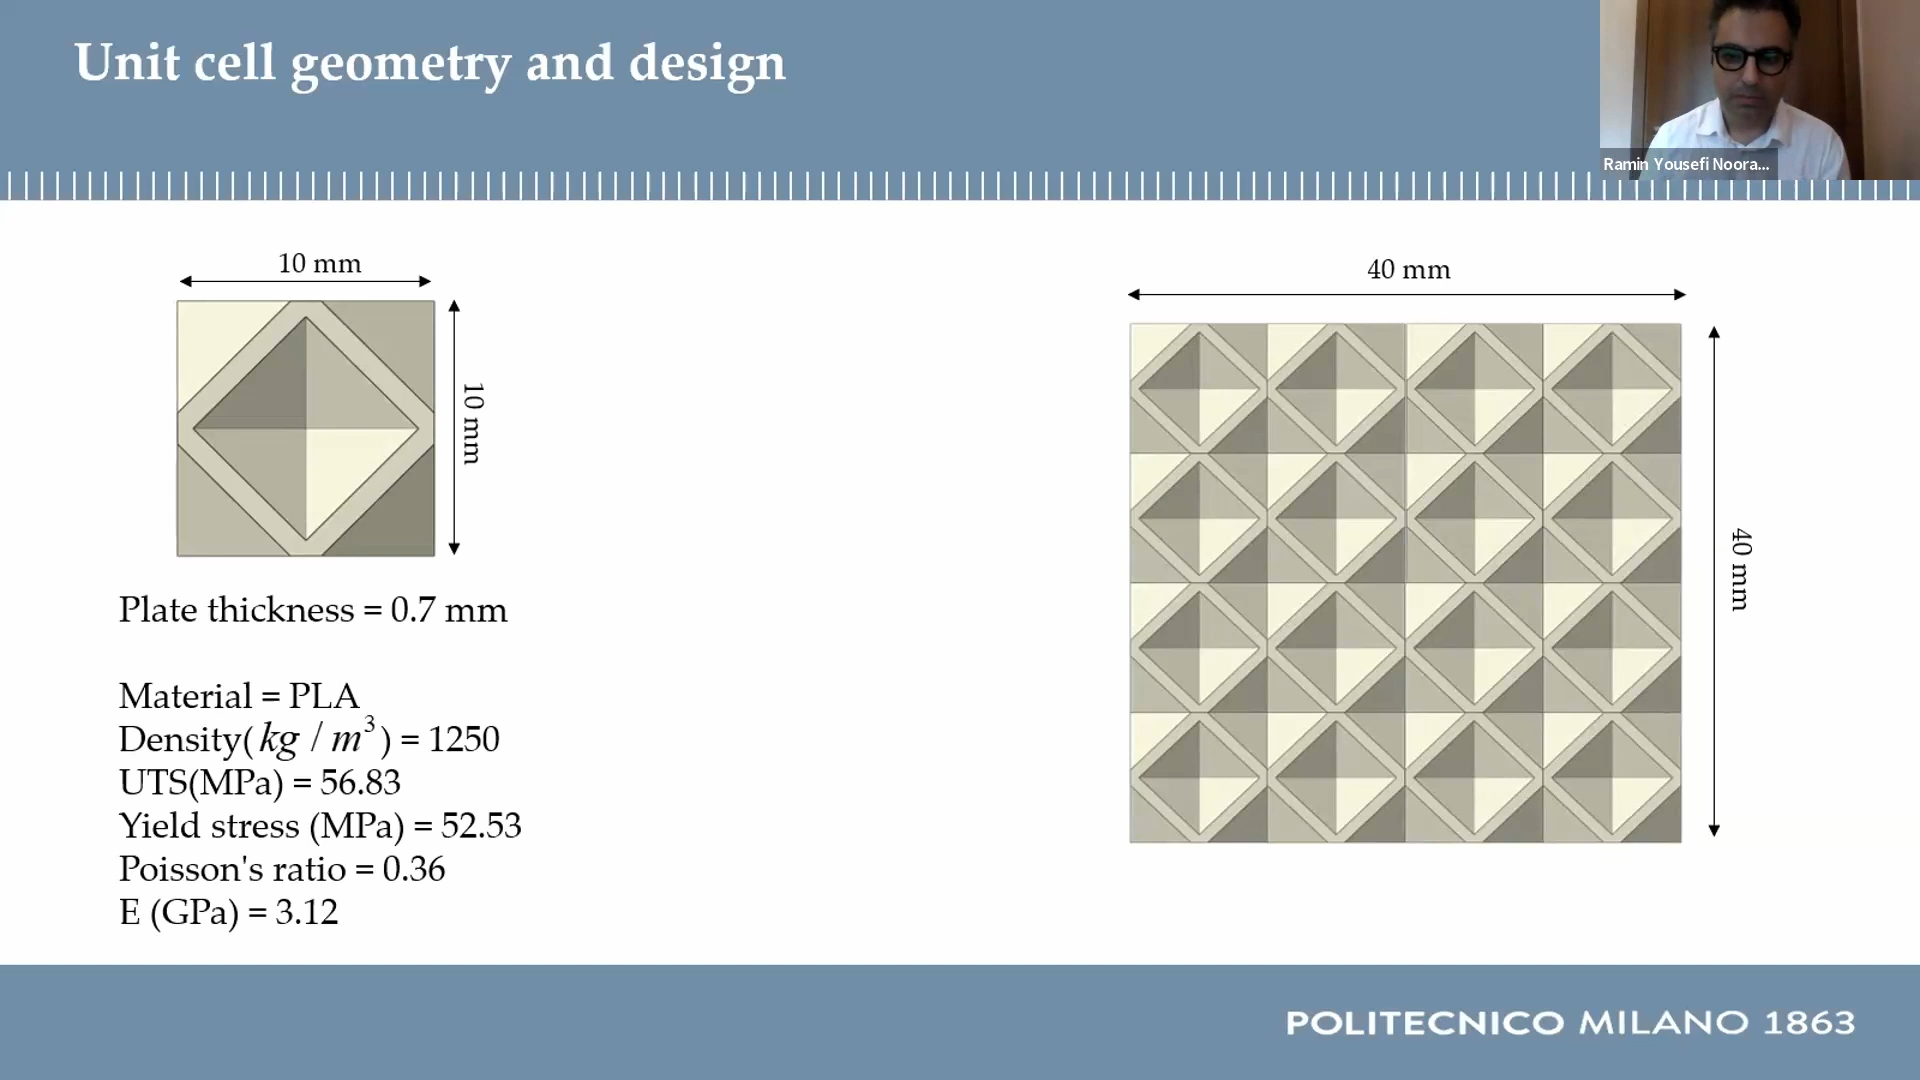 Unit cell geometry and design
Ramin Yousefi Noora...
10 mm
10 mm
40 mm
40 mm
Plate thickness = 0.7 mm
Material = PLA
Density(kg / m³) = 1250
UTS(MPa) = 56.83
Yield stress (MPa) = 52.53
Poisson's ratio = 0.36
E (GPa) = 3.12
POLITECNICO MILANO 1863